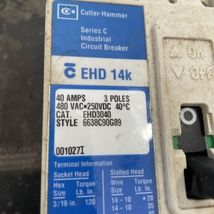 Cutler-Hammer
Series C
Industrial
Circuit Breaker
EHD 14k
40 AMPS 3 POLES
480 VAC•250VDC 40°C
CAT. EHD3040
STYLE 6638C90G89
001027I
Terminal Information
Socket Head
Slotted Head
Hex Size
Torque Lb. In.
Wire Size
Torque Lb. In.
3/16 in.
120
14-10
20
35
On
Off